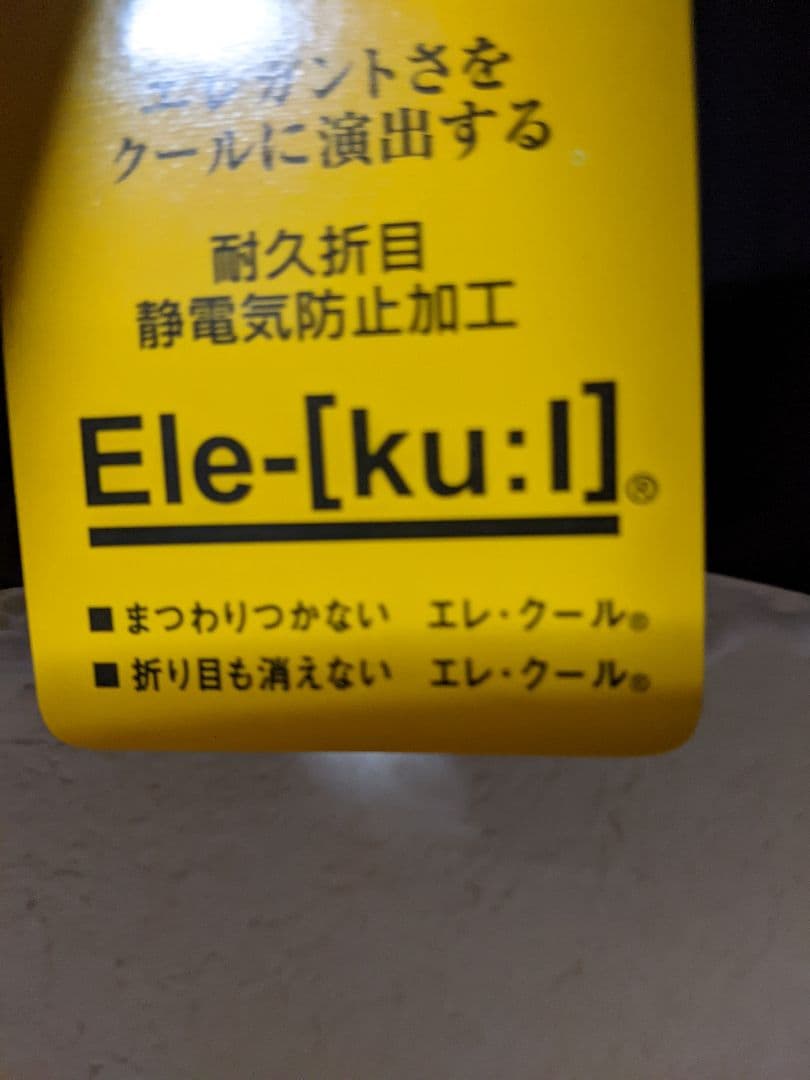 エレガントさを
クールに演出する
耐久折目
静電気防止加工
Ele-[ku:l]®
■まつわりつかない エレ・クール®
■折り目も消えない エレ・クール®